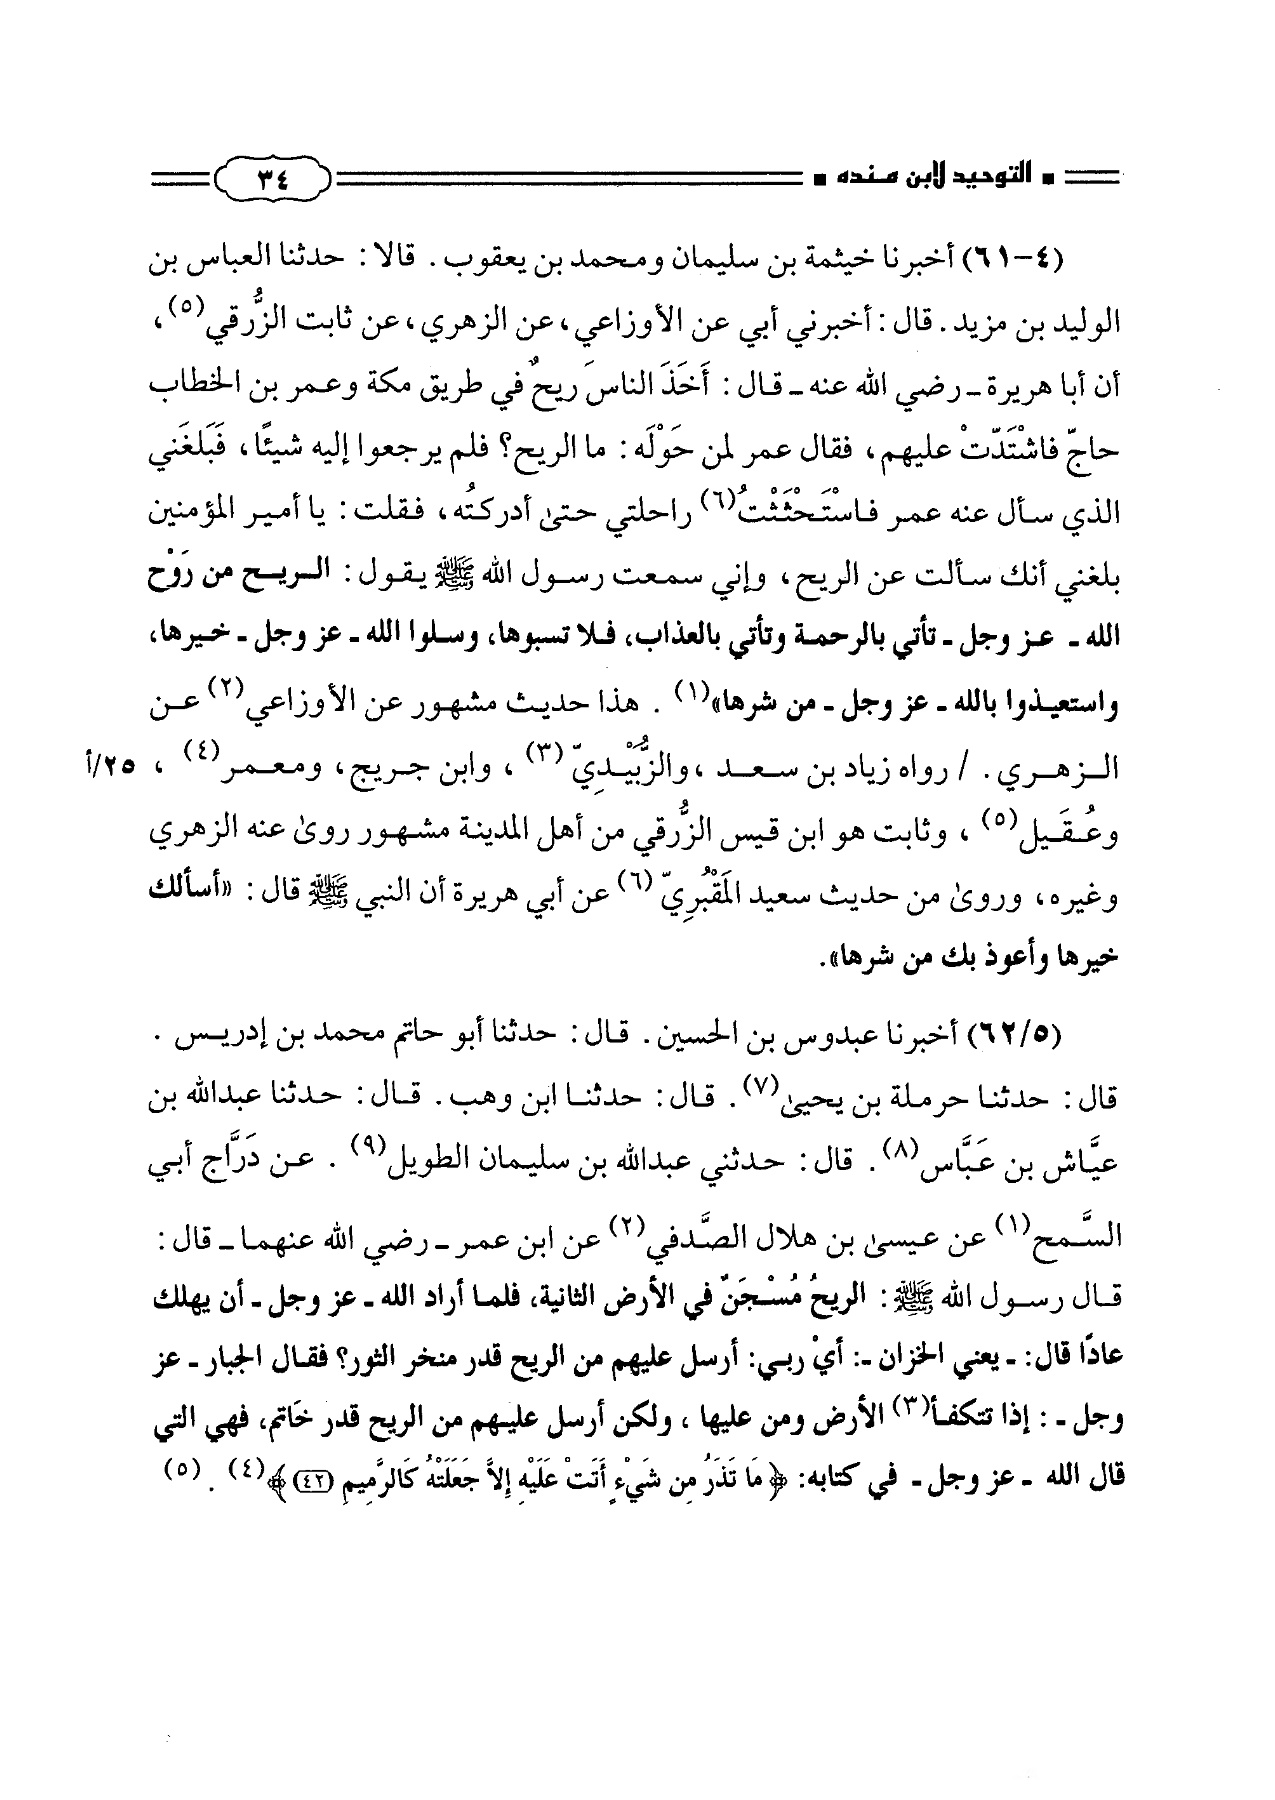 التوحيد لابن منده
٣٤
(٤-٦١) أخبرنا خيثمة بن سليمان ومحمد بن يعقوب. قالا: حدثنا العباس بن
الوليد بن مزيد. قال: أخبرني أبي عن الأوزاعي، عن الزهري، عن ثابت الزُّرقي(٥)،
أن أبا هريرة ـ رضي الله عنه ـ قال: أَخَذَ الناسَ ريحٌ في طريق مكة وعمر بن الخطاب
حاجّ فاشْتَدّتْ عليهم، فقال عمر لمن حَوْلَه: ما الريح؟ فلم يرجعوا إليه شيئًا، فَبَلغَني
الذي سأل عنه عمر فاسْتَحْثَثْتُ(٦) راحلتي حتىٰ أدركتُه، فقلت: يا أمير المؤمنين
بلغني أنك سألت عن الريح، وإني سمعت رسول الله ﷺ يقول: الريح من رَوْح
الله ـ عز وجل ـ تأتي بالرحمة وتأتي بالعذاب، فلا تسبوها، وسلوا الله ـ عز وجل ـ خيرها،
واستعيذوا بالله ـ عز وجل ـ من شرها»(١). هذا حديث مشهور عن الأوزاعي(٢) عن
الزهري. / رواه زياد بن سعد، والزُّبَيْدِيّ(٣)، وابن جريج، ومعمر(٤)، ٢٥/أ
وعُقَيل(٥)، وثابت هو ابن قيس الزُّرقي من أهل المدينة مشهور روىٰ عنه الزهري
وغيره، وروىٰ من حديث سعيد المَقْبُرِيّ(٦) عن أبي هريرة أن النبي ﷺ قال: «أسألك
خيرها وأعوذ بك من شرها».
(٦٢/٥) أخبرنا عبدوس بن الحسين. قال: حدثنا أبو حاتم محمد بن إدريس.
قال: حدثنا حرملة بن يحيىٰ(٧). قال: حدثنا ابن وهب. قال: حدثنا عبدالله بن
عيَّاش بن عَبَّاس(٨). قال: حدثني عبدالله بن سليمان الطويل(٩). عن دَرَّاج أبي
السَّمح(١) عن عيسىٰ بن هلال الصَّدفي(٢) عن ابن عمر ـ رضي الله عنهما ـ قال:
قال رسول الله ﷺ: الريحُ مُسْجَنٌ في الأرض الثانية، فلما أراد الله ـ عز وجل ـ أن يهلك
عادًا قال: ـ يعني الخزان ـ: أيْ ربي: أرسل عليهم من الريح قدر منخر الثور؟ فقال الجبار ـ عز
وجل ـ: إذا تتكفأ(٣) الأرض ومن عليها، ولكن أرسل عليهم من الريح قدر خَاتم، فهي التي
قال الله ـ عز وجل ـ في كتابه: ﴿مَا تَذَرُ مِن شَيْءٍ أَتَتْ عَلَيْهِ إِلاَّ جَعَلَتْهُ كَالرَّمِيمِ (٤٢)﴾(٤). (٥)